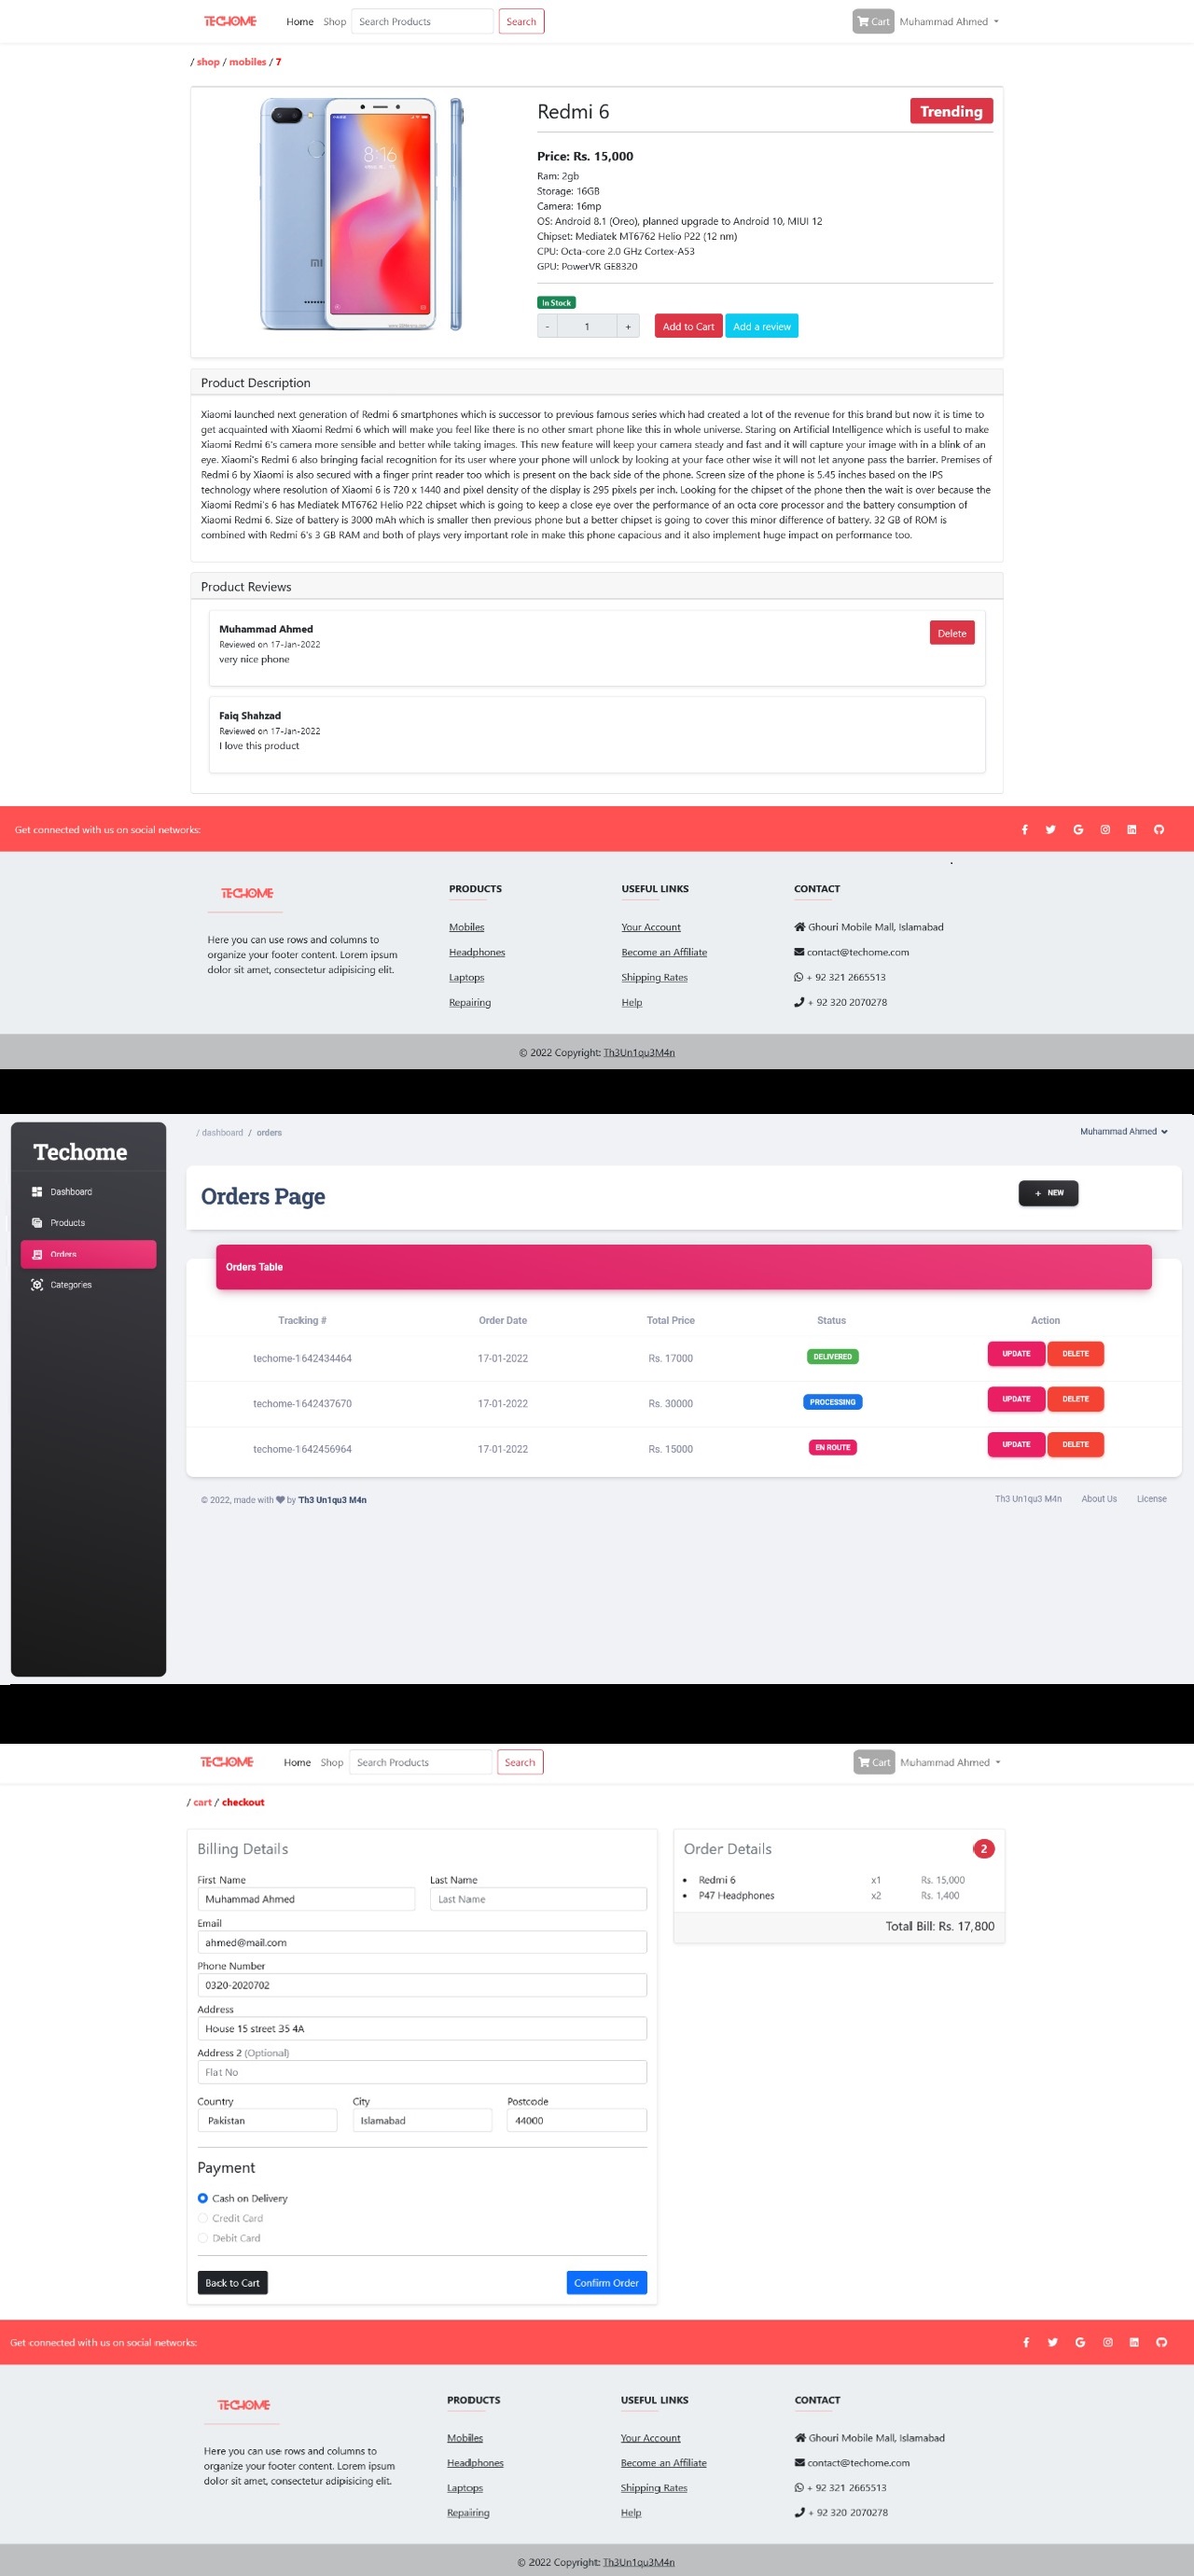 TECHOME Home Shop Search Products Search Cart Muhammad Ahmed
/ shop / mobiles / 7
Redmi 6 Trending
8:16
mi
Price: Rs. 15,000
Ram: 2gb
Storage: 16GB
Camera: 16mp
OS: Android 8.1 (Oreo), planned upgrade to Android 10, MIUI 12
Chipset: Mediatek MT6762 Helio P22 (12 nm)
CPU: Octa-core 2.0 GHz Cortex-A53
GPU: PowerVR GE8320
In Stock
- 1 + Add to Cart Add a review
Product Description
Xiaomi launched next generation of Redmi 6 smartphones which is successor to previous famous series which had created a lot of the revenue for this brand but now it is time to
get acquainted with Xiaomi Redmi 6 which will make you feel like there is no other smart phone like this in whole universe. Staring on Artificial Intelligence which is useful to make
Xiaomi Redmi 6's camera more sensible and better while taking images. This new feature will keep your camera steady and fast and it will capture your image with in a blink of an
eye. Xiaomi's Redmi 6 also bringing facial recognition for its user where your phone will unlock by looking at your face other wise it will not let anyone pass the barrier. Premises of
Redmi 6 by Xiaomi is also secured with a finger print reader too which is present on the back side of the phone. Screen size of the phone is 5.45 inches based on the IPS
technology where resolution of Xiaomi 6 is 720 x 1440 and pixel density of the display is 295 pixels per inch. Looking for the chipset of the phone then the wait is over because the
Xiaomi Redmi's 6 has Mediatek MT6762 Helio P22 chipset which is going to keep a close eye over the performance of an octa core processor and the battery consumption of
Xiaomi Redmi 6. Size of battery is 3000 mAh which is smaller then previous phone but a better chipset is going to cover this minor difference of battery. 32 GB of ROM is
combined with Redmi 6's 3 GB RAM and both of plays very important role in make this phone capacious and it also implement huge impact on performance too.
Product Reviews
Muhammad Ahmed Delete
Reviewed on 17-Jan-2022
very nice phone
Faiq Shahzad
Reviewed on 17-Jan-2022
I love this product
Get connected with us on social networks:
TECHOME PRODUCTS USEFUL LINKS CONTACT
Mobiles Your Account Ghouri Mobile Mall, Islamabad
Here you can use rows and columns to
organize your footer content. Lorem ipsum
dolor sit amet, consectetur adipisicing elit.
Headphones Become an Affiliate contact@techome.com
Laptops Shipping Rates + 92 321 2665513
Repairing Help + 92 320 2070278
© 2022 Copyright: Th3Un1qu3M4n
Techome / dashboard / orders Muhammad Ahmed
Dashboard
Products
Orders
Categories
Orders Page + NEW
Orders Table
Tracking # Order Date Total Price Status Action
techome-1642434464 17-01-2022 Rs. 17000 DELIVERED UPDATE DELETE
techome-1642437670 17-01-2022 Rs. 30000 PROCESSING UPDATE DELETE
techome-1642456964 17-01-2022 Rs. 15000 EN ROUTE UPDATE DELETE
© 2022, made with by Th3 Un1qu3 M4n Th3 Un1qu3 M4n About Us License
TECHOME Home Shop Search Products Search Cart Muhammad Ahmed
/ cart / checkout
Billing Details
First Name Last Name
Muhammad Ahmed Last Name
Email
ahmed@mail.com
Phone Number
0320-2020702
Address
House 15 street 35 4A
Address 2 (Optional)
Flat No
Country City Postcode
Pakistan Islamabad 44000
Payment
Cash on Delivery
Credit Card
Debit Card
Back to Cart Confirm Order
Order Details 2
Redmi 6 x1 Rs. 15,000
P47 Headphones x2 Rs. 1,400
Total Bill: Rs. 17,800
Get connected with us on social networks:
TECHOME PRODUCTS USEFUL LINKS CONTACT
Mobiles Your Account Ghouri Mobile Mall, Islamabad
Here you can use rows and columns to
organize your footer content. Lorem ipsum
dolor sit amet, consectetur adipisicing elit.
Headphones Become an Affiliate contact@techome.com
Laptops Shipping Rates + 92 321 2665513
Repairing Help + 92 320 2070278
© 2022 Copyright: Th3Un1qu3M4n